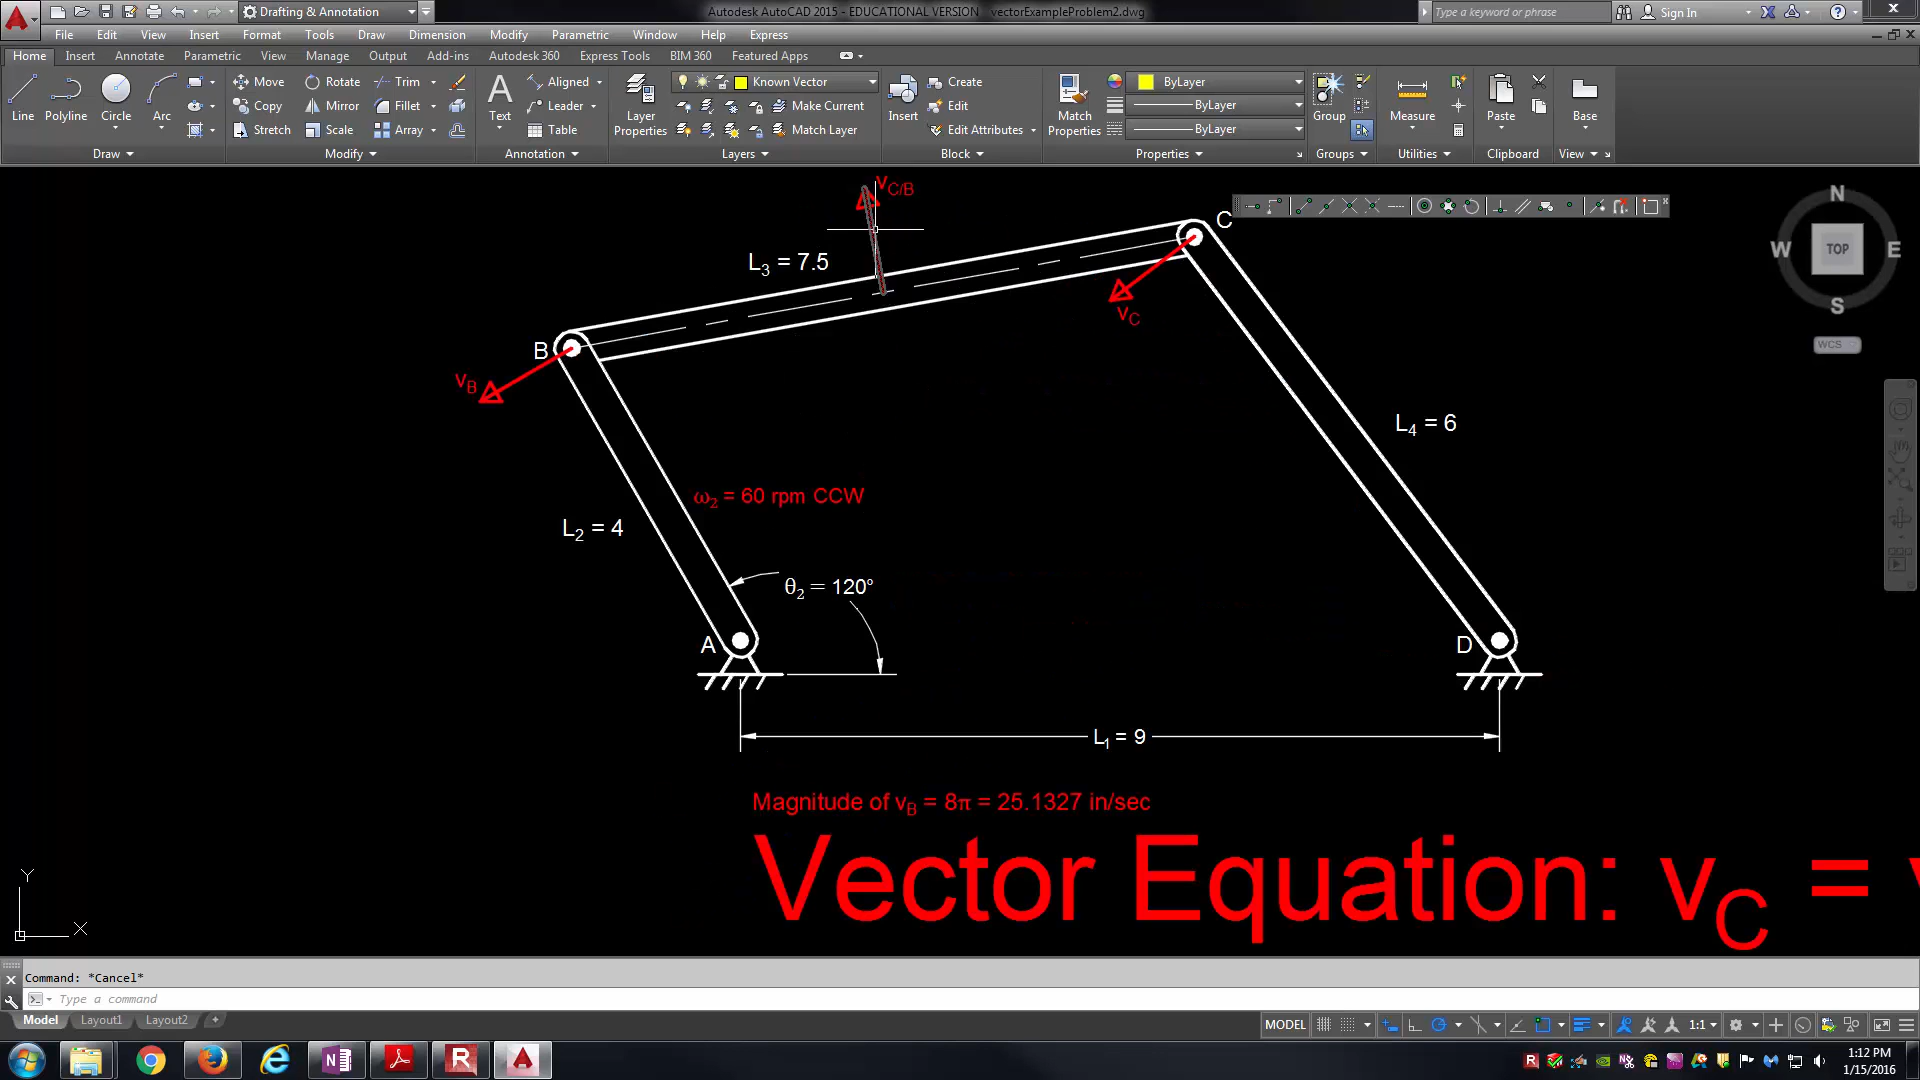 Drafting & Annotation
Autodesk AutoCAD 2015 - EDUCATIONAL VERSION vectorExampleProblem2.dwg
Type a keyword or phrase
Sign In
File Edit View Insert Format Tools Draw Dimension Modify Parametric Window Help Express
Home Insert Annotate Parametric View Manage Output Add-ins Autodesk 360 Express Tools BIM 360 Featured Apps
Line Polyline Circle Arc
Move Rotate Trim
Copy Mirror Fillet
Stretch Scale Array
Text
Aligned
Leader
Table
Layer Properties
Known Vector
Make Current
Match Layer
Insert
Create
Edit
Edit Attributes
Match Properties
ByLayer
ByLayer
ByLayer
Group
Measure
Paste
Base
Draw Modify Annotation Layers Block Properties Groups Utilities Clipboard View
vC/B
C
N
W TOP E
S
WCS
L3 = 7.5
vC
B
vB
L4 = 6
ω2 = 60 rpm CCW
L2 = 4
θ2 = 120°
A
D
L1 = 9
Magnitude of vB = 8π = 25.1327 in/sec
Vector Equation: vC =
Y
X
Command: *Cancel*
Type a command
Model Layout1 Layout2
MODEL
1:1
1:12 PM
1/15/2016